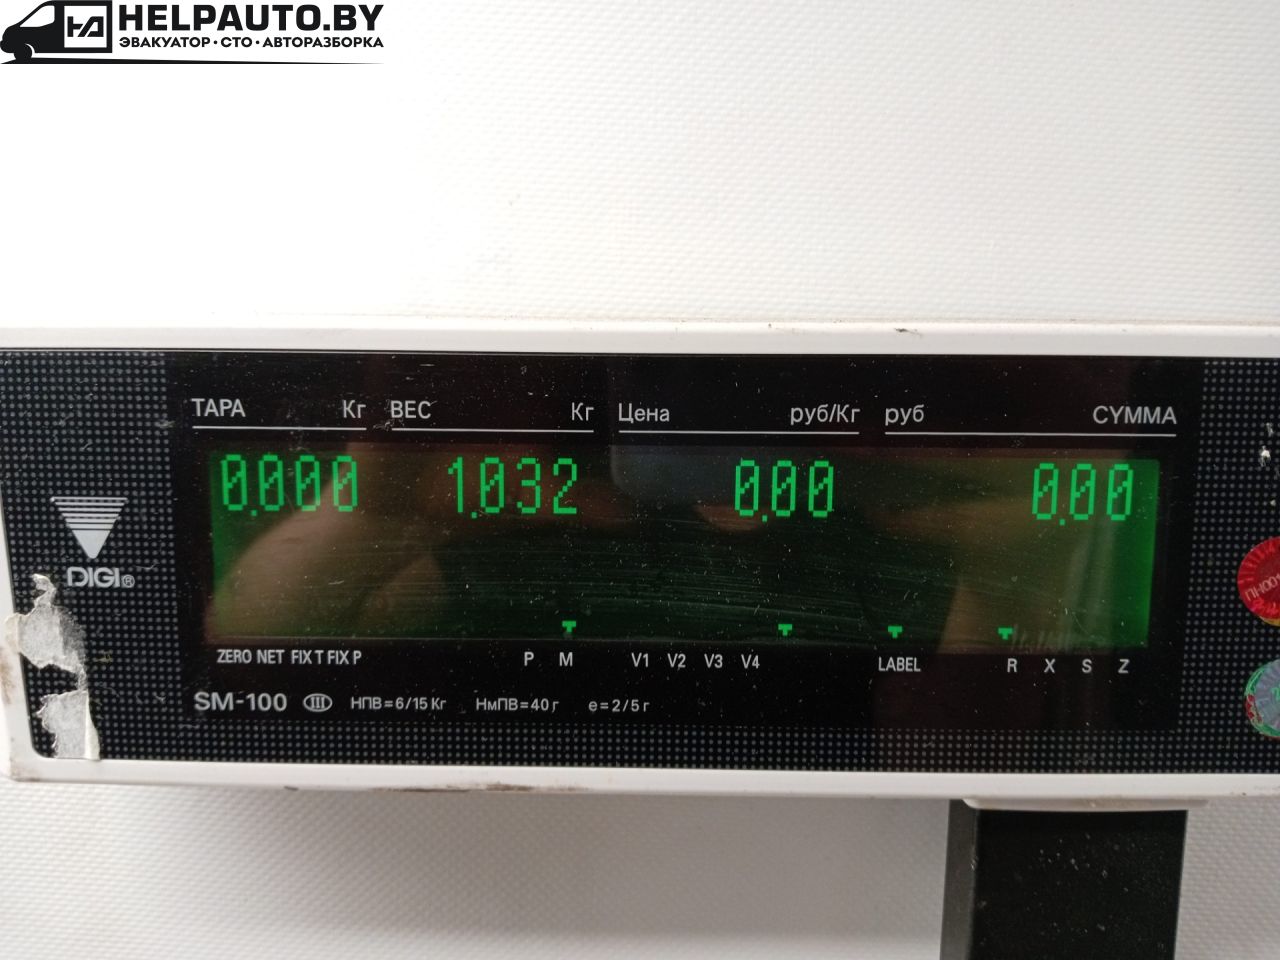 HELPAUTO.BY
ЭВАКУАТОР·СТО·АВТОРАЗБОРКА
ТАРА Кг ВЕС Кг Цена руб/Кг руб СУММА
0.000 1.032 0.00 0.00
DIGI®
ZERO NET FIX T FIX P P M V1 V2 V3 V4 LABEL R X S Z
SM-100 III НПВ=6/15 Кг НмПВ=40 г e=2/5 г